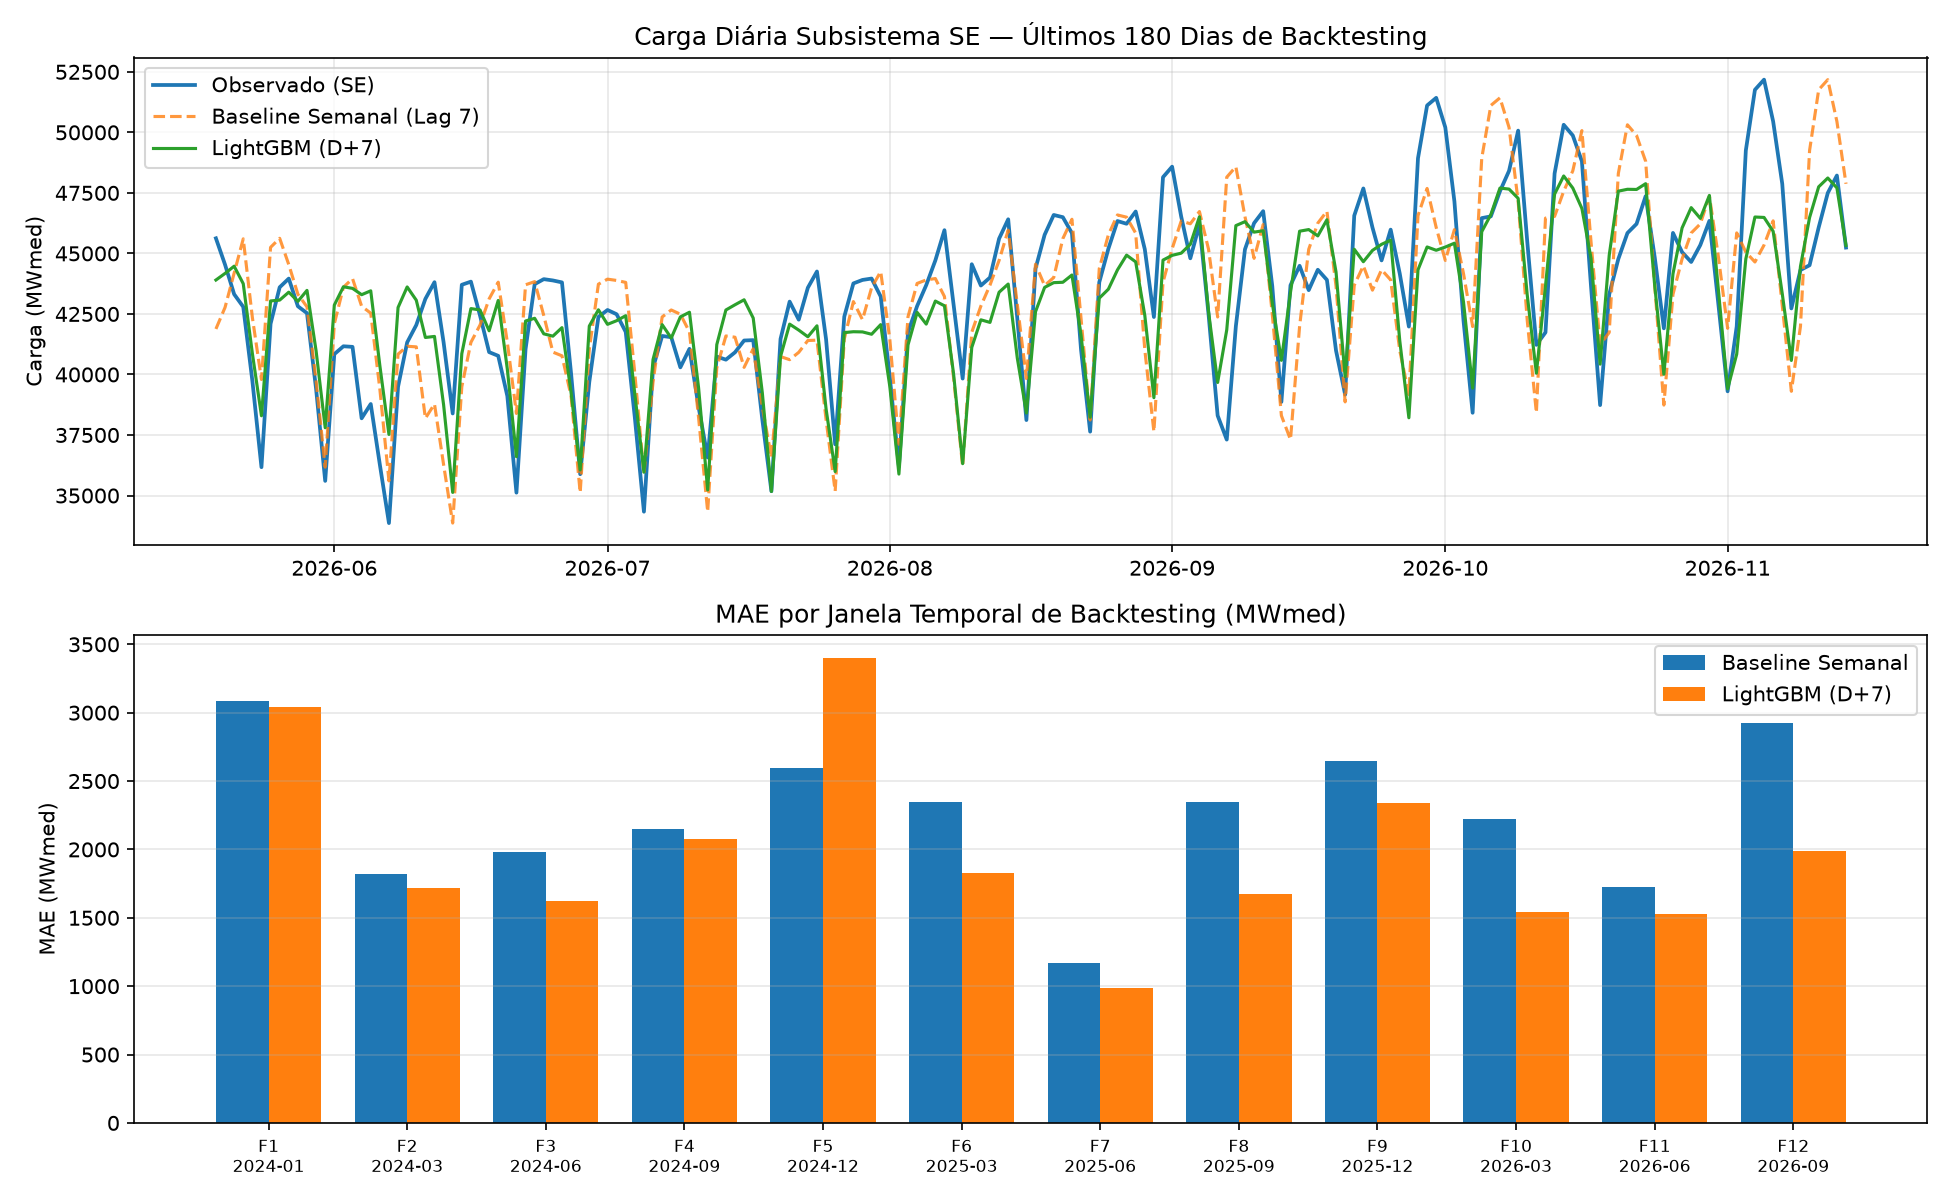 Carga Diária Subsistema SE — Últimos 180 Dias de Backtesting
Carga (MWmed)
52500
50000
47500
45000
42500
40000
37500
35000
Observado (SE)
Baseline Semanal (Lag 7)
LightGBM (D+7)
2026-06
2026-07
2026-08
2026-09
2026-10
2026-11
MAE por Janela Temporal de Backtesting (MWmed)
MAE (MWmed)
3500
3000
2500
2000
1500
1000
500
0
Baseline Semanal
LightGBM (D+7)
F1
2024-01
F2
2024-03
F3
2024-06
F4
2024-09
F5
2024-12
F6
2025-03
F7
2025-06
F8
2025-09
F9
2025-12
F10
2026-03
F11
2026-06
F12
2026-09